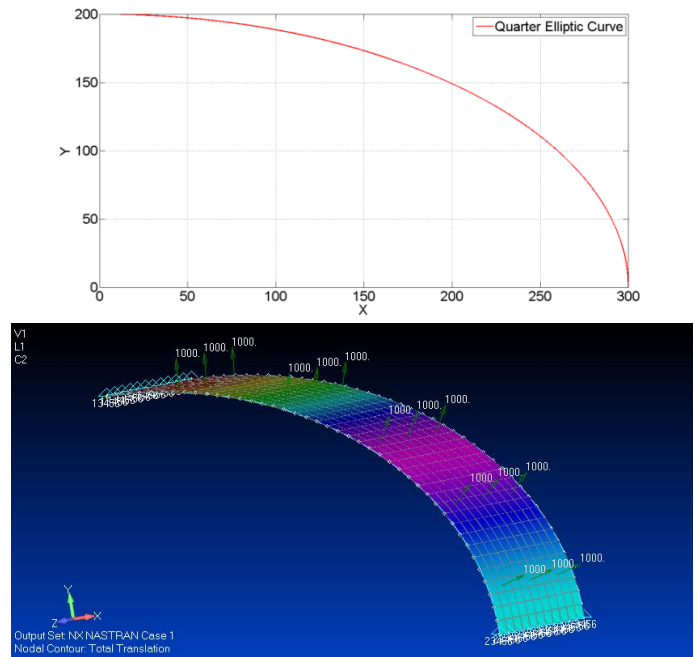 200
Quarter Elliptic Curve
150
Y
100
50
0
0 50 100 150 200 250 300
X
V1
L1
C2
1000. 1000. 1000.
1000. 1000. 1000.
1000. 1000. 1000.
1000. 1000. 1000.
1000. 1000. 1000.
Y
Z X
Output Set: NX NASTRAN Case 1
Nodal Contour: Total Translation